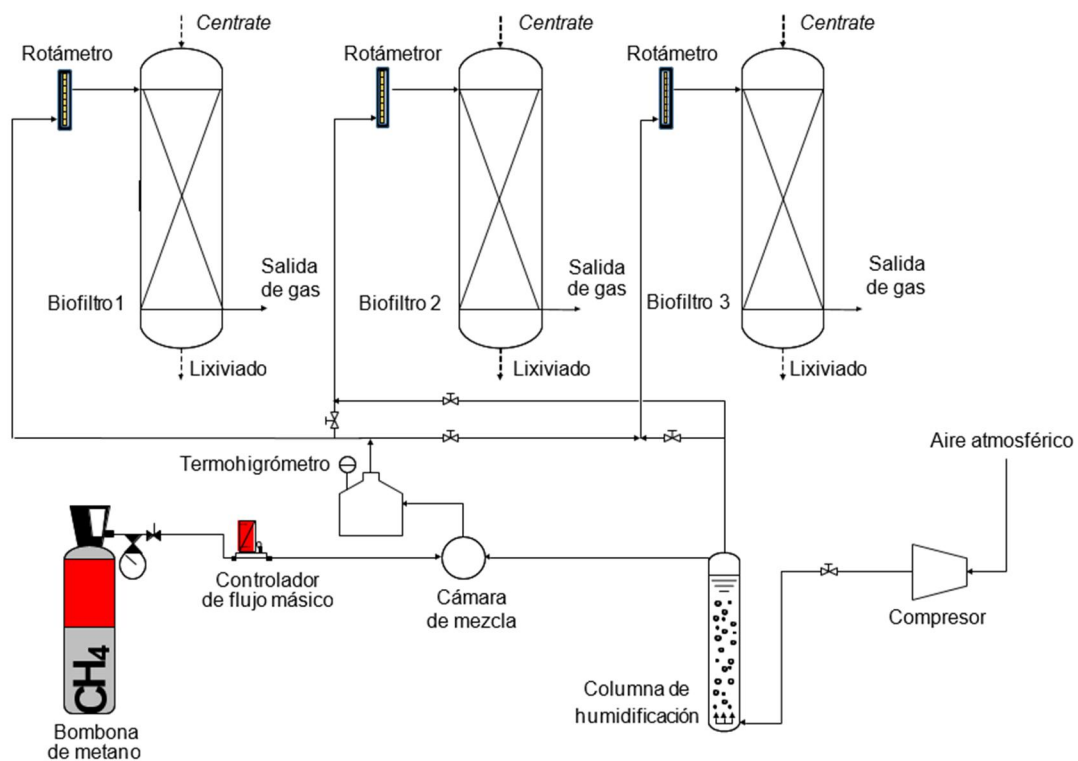 Centrate
Centrate
Centrate
Rotámetro
Rotámetror
Rotámetro
Salida
de gas
Salida
de gas
Salida
de gas
Biofiltro 1
Biofiltro 2
Biofiltro 3
Lixiviado
Lixiviado
Lixiviado
Aire atmosférico
Termohigrómetro
Controlador
de flujo másico
Cámara
de mezcla
Compresor
CH4
Columna de
humidificación
Bombona
de metano